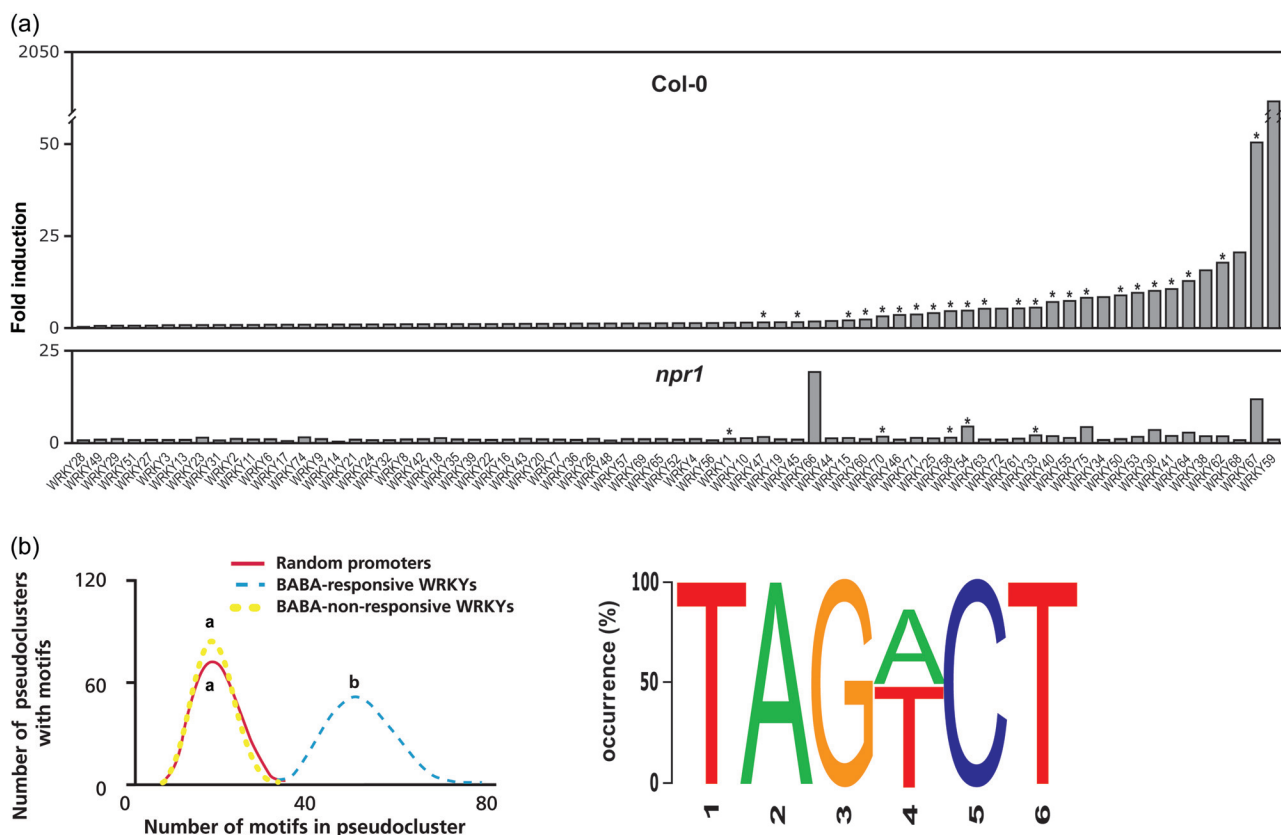 (a)
2050
Col-0
50
25
0
Fold induction
25
npr1
0
WRKY28
WRKY49
WRKY29
WRKY51
WRKY27
WRKY3
WRKY13
WRKY23
WRKY31
WRKY2
WRKY11
WRKY6
WRKY17
WRKY74
WRKY9
WRKY14
WRKY21
WRKY24
WRKY32
WRKY8
WRKY42
WRKY18
WRKY35
WRKY39
WRKY22
WRKY16
WRKY43
WRKY20
WRKY7
WRKY36
WRKY26
WRKY48
WRKY57
WRKY69
WRKY65
WRKY52
WRKY4
WRKY56
WRKY1
WRKY10
WRKY47
WRKY19
WRKY45
WRKY66
WRKY44
WRKY15
WRKY60
WRKY70
WRKY46
WRKY71
WRKY25
WRKY58
WRKY54
WRKY63
WRKY72
WRKY61
WRKY33
WRKY40
WRKY55
WRKY75
WRKY34
WRKY50
WRKY53
WRKY30
WRKY41
WRKY64
WRKY38
WRKY62
WRKY68
WRKY67
WRKY59
(b)
Number of pseudoclusters
with motifs
120
60
0
Random promoters
BABA-responsive WRKYs
BABA-non-responsive WRKYs
a
a
b
0 40 80
Number of motifs in pseudocluster
occurrence (%)
100
50
0
TAGACT
T
1 2 3 4 5 6